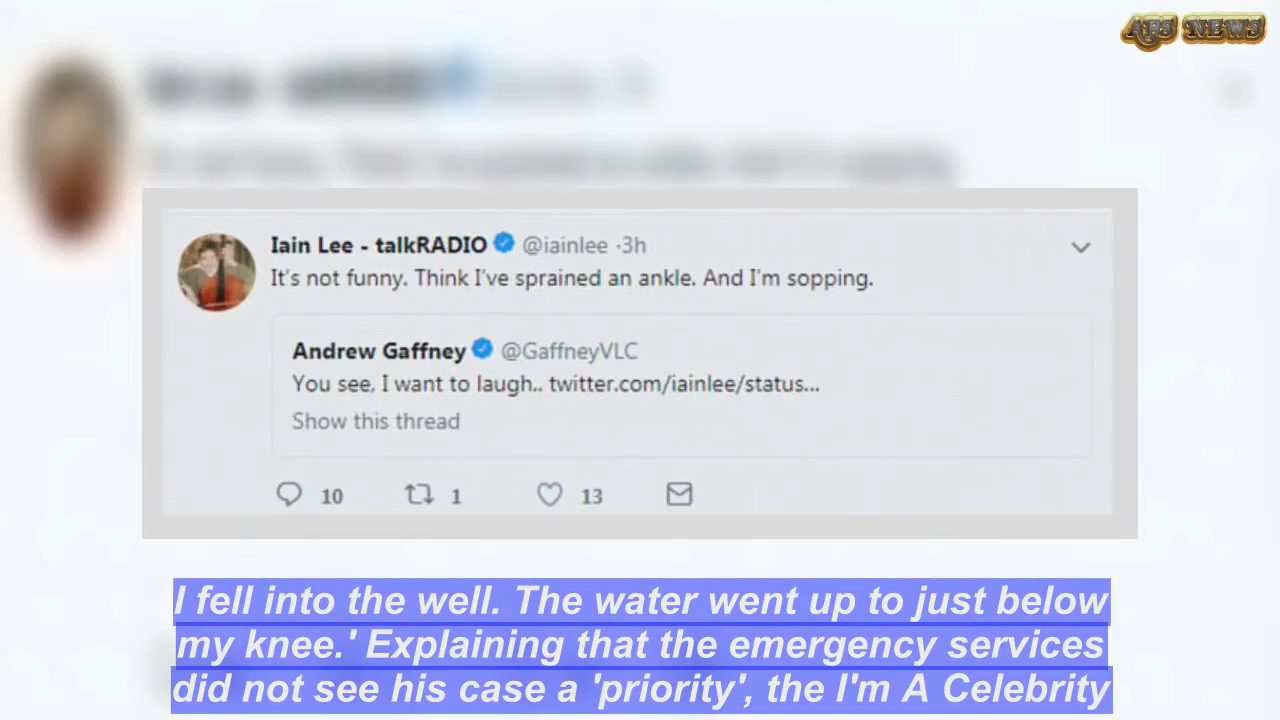 ABS NEWS
Iain Lee - talkRADIO @iainlee ·3h
It's not funny. Think I've sprained an ankle. And I'm sopping.
Andrew Gaffney @GaffneyVLC
You see, I want to laugh.. twitter.com/iainlee/status...
Show this thread
10 1 13
I fell into the well. The water went up to just below
my knee.' Explaining that the emergency services
did not see his case a 'priority', the I'm A Celebrity